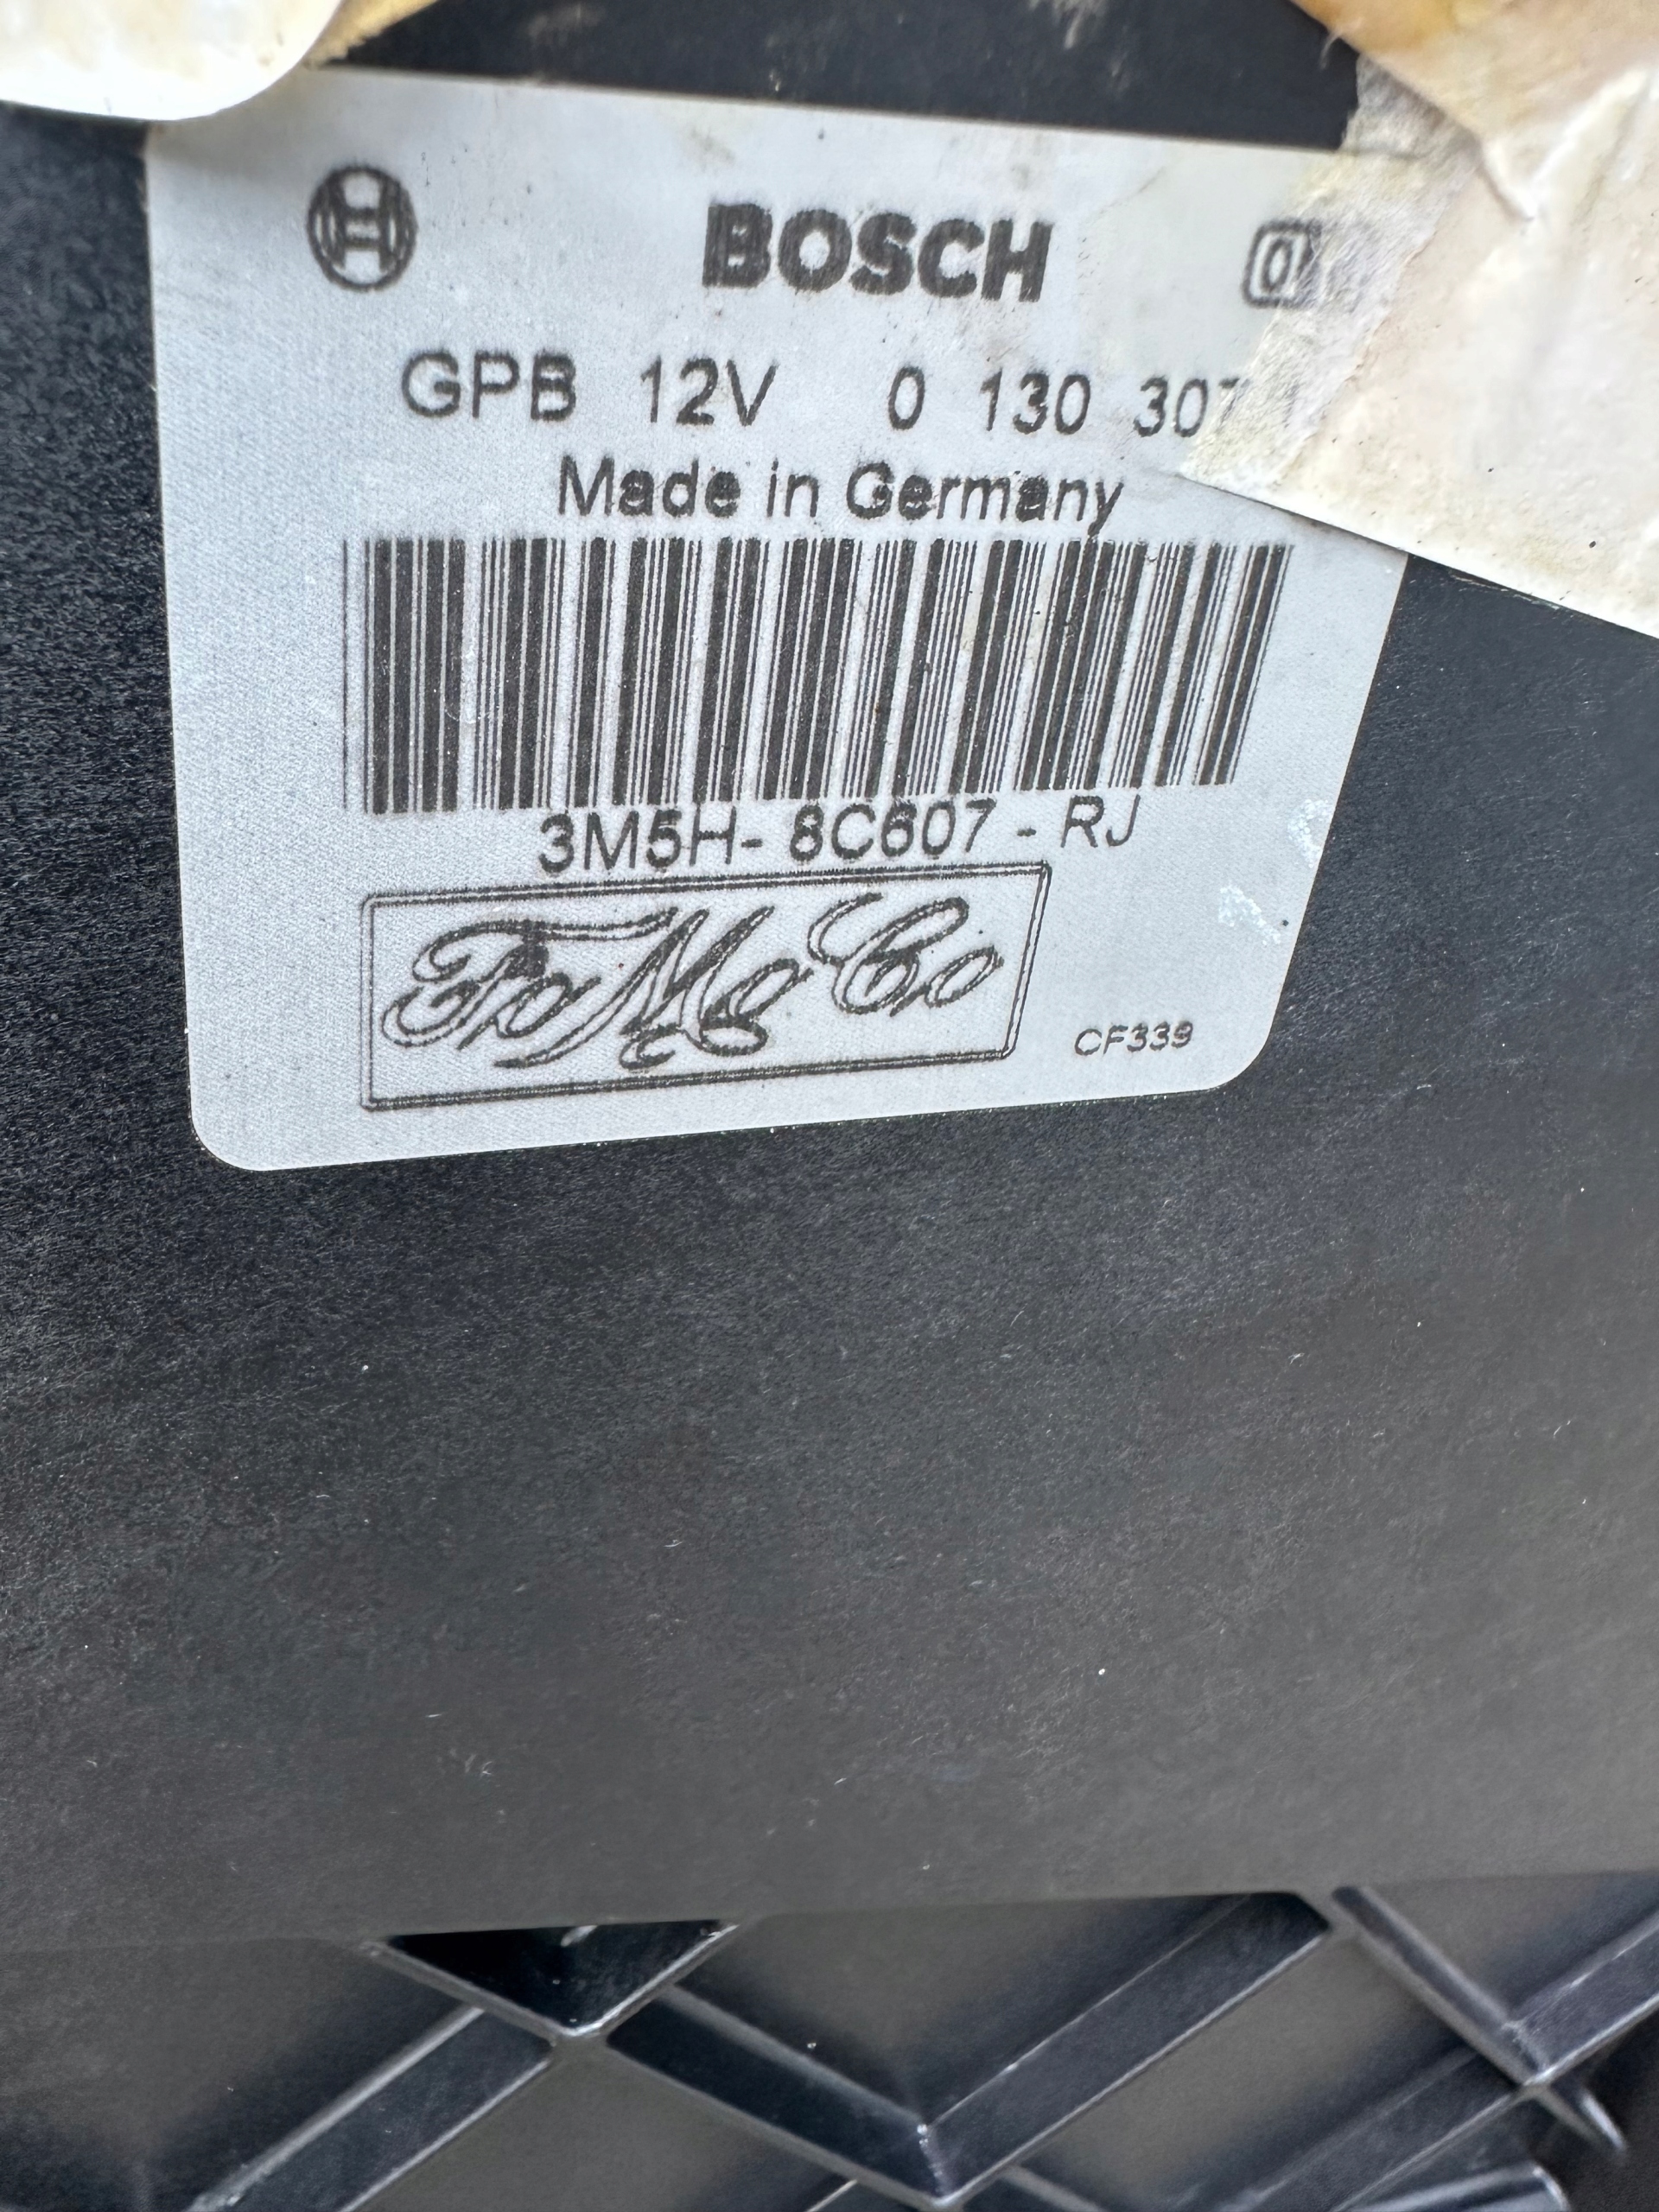 BOSCH
GPB 12V 0 130 307
Made in Germany
3M5H- 8C607 - RJ
FoMoCo
CF339